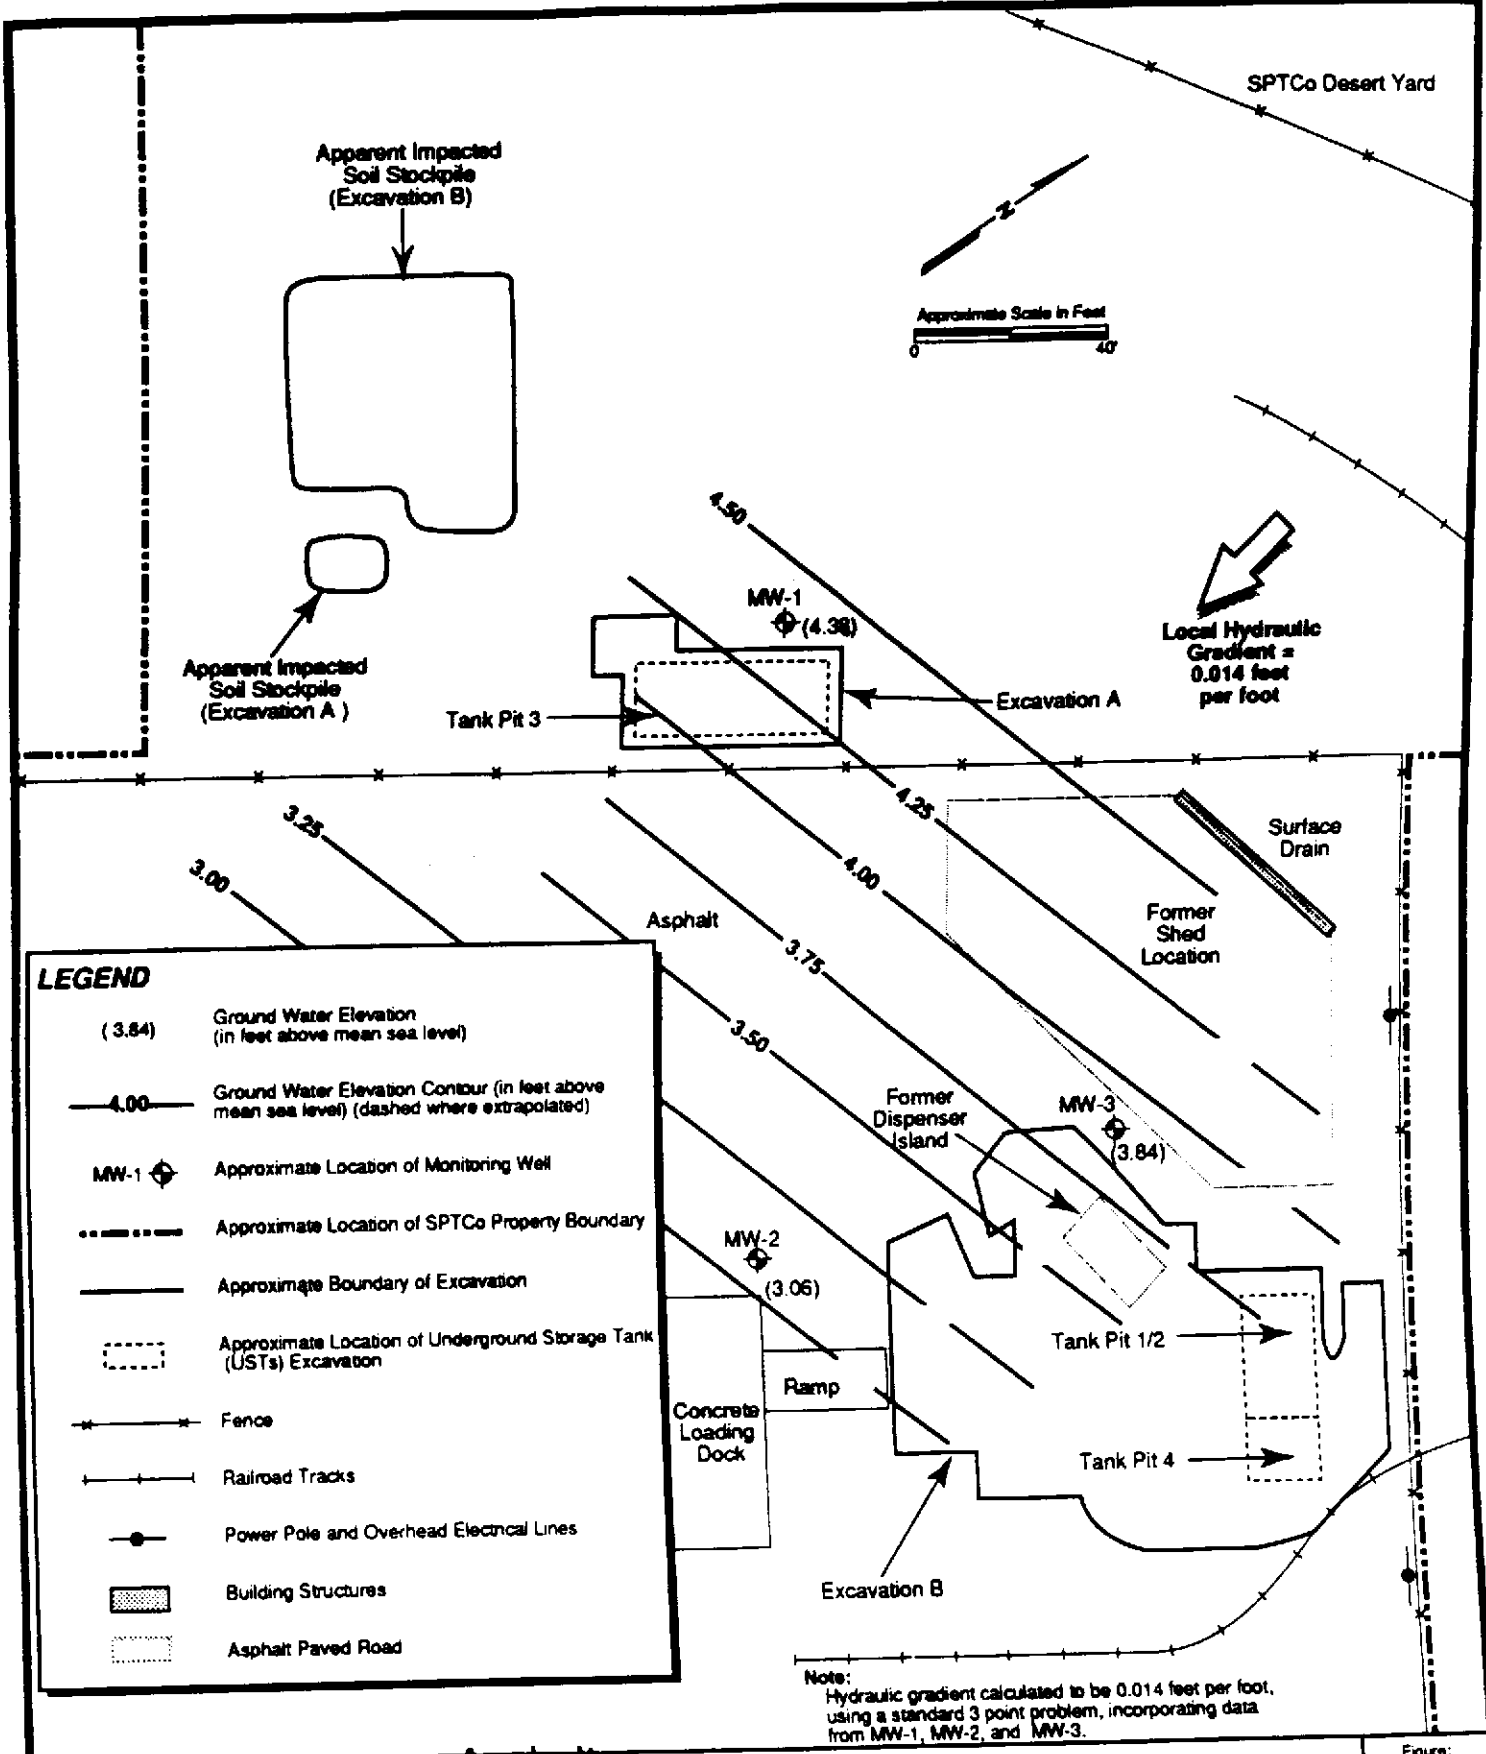 SPTCo Desert Yard
Apparent Impacted
Soil Stockpile
(Excavation B)
N
Approximate Scale in Feet
0 40'
4.50
MW-1
(4.38)
Local Hydraulic
Gradient =
0.014 feet
per foot
Apparent Impacted
Soil Stockpile
(Excavation A )
Tank Pit 3
Excavation A
3.25
4.25
Surface
Drain
3.00
4.00
Asphalt
Former
Shed
Location
3.75
3.50
Former
Dispenser
Island
MW-3
(3.84)
MW-2
(3.06)
Tank Pit 1/2
Ramp
Concrete
Loading
Dock
Tank Pit 4
Excavation B
LEGEND
( 3.84) Ground Water Elevation
(in feet above mean sea level)
4.00 Ground Water Elevation Contour (in feet above
mean sea level) (dashed where extrapolated)
MW-1 Approximate Location of Monitoring Well
Approximate Location of SPTCo Property Boundary
Approximate Boundary of Excavation
Approximate Location of Underground Storage Tank
(USTs) Excavation
Fence
Railroad Tracks
Power Pole and Overhead Electrical Lines
Building Structures
Asphalt Paved Road
Note:
Hydraulic gradient calculated to be 0.014 feet per foot,
using a standard 3 point problem, incorporating data
from MW-1, MW-2, and MW-3.
Figure: